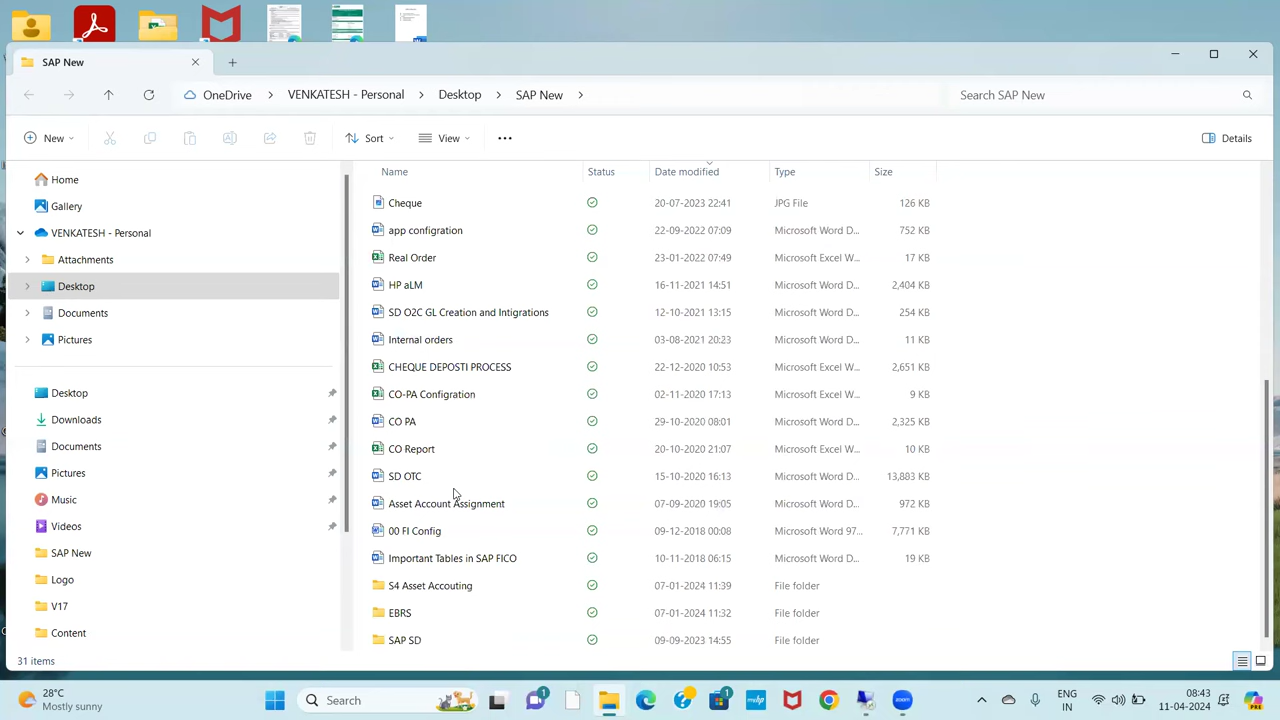 SAP New
OneDrive > VENKATESH - Personal > Desktop > SAP New >
Search SAP New
New
Sort
View
Details
Home
Gallery
VENKATESH - Personal
Attachments
Desktop
Documents
Pictures
Desktop
Downloads
Documents
Pictures
Music
Videos
SAP New
Logo
V17
Content
Name Status Date modified Type Size
Cheque 20-07-2023 22:41 JPG File 126 KB
app configration 22-09-2022 07:09 Microsoft Word D... 752 KB
Real Order 23-01-2022 07:49 Microsoft Excel W... 17 KB
HP aLM 16-11-2021 14:51 Microsoft Word D... 2,404 KB
SD O2C GL Creation and Intigrations 12-10-2021 13:15 Microsoft Word D... 254 KB
Internal orders 03-08-2021 20:23 Microsoft Word D... 11 KB
CHEQUE DEPOSTI PROCESS 22-12-2020 10:53 Microsoft Excel W... 2,651 KB
CO-PA Configration 02-11-2020 17:13 Microsoft Excel W... 9 KB
CO PA 29-10-2020 08:01 Microsoft Word D... 2,325 KB
CO Report 20-10-2020 21:07 Microsoft Excel W... 10 KB
SD OTC 15-10-2020 16:13 Microsoft Word D... 13,883 KB
Asset Account Assignment 07-09-2020 19:05 Microsoft Word D... 972 KB
00 FI Config 09-12-2018 00:08 Microsoft Word 97... 7,771 KB
Important Tables in SAP FICO 10-11-2018 06:15 Microsoft Word D... 19 KB
S4 Asset Accouting 07-01-2024 11:39 File folder
EBRS 07-01-2024 11:32 File folder
SAP SD 09-09-2023 14:55 File folder
31 items
28°C
Mostly sunny
Search
1
1
myhp
zoom
ENG
IN
08:43
11-04-2024